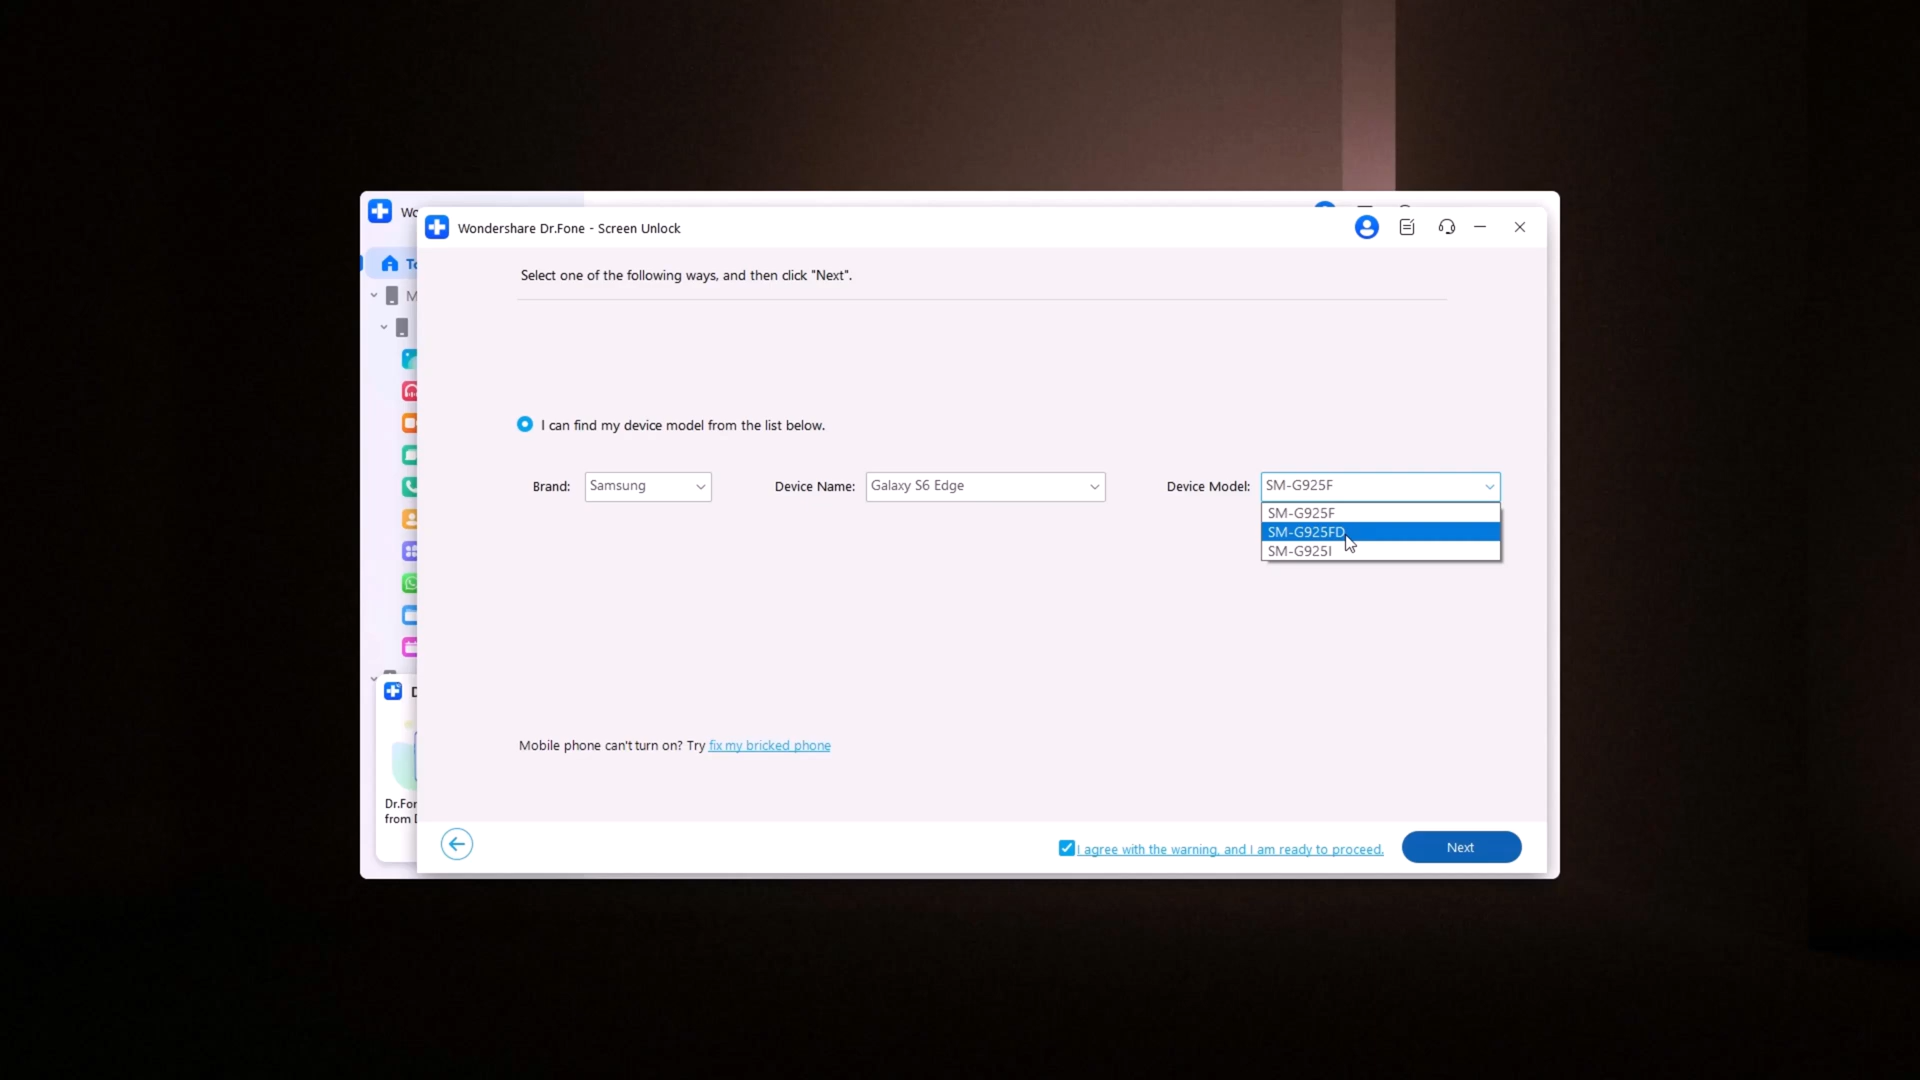 Wondershare Dr.Fone - Screen Unlock
Select one of the following ways, and then click "Next".
I can find my device model from the list below.
Brand: Samsung Device Name: Galaxy S6 Edge Device Model: SM-G925F
SM-G925F
SM-G925FD
SM-G925I
Mobile phone can't turn on? Try fix my bricked phone
from
I agree with the warning, and I am ready to proceed. Next